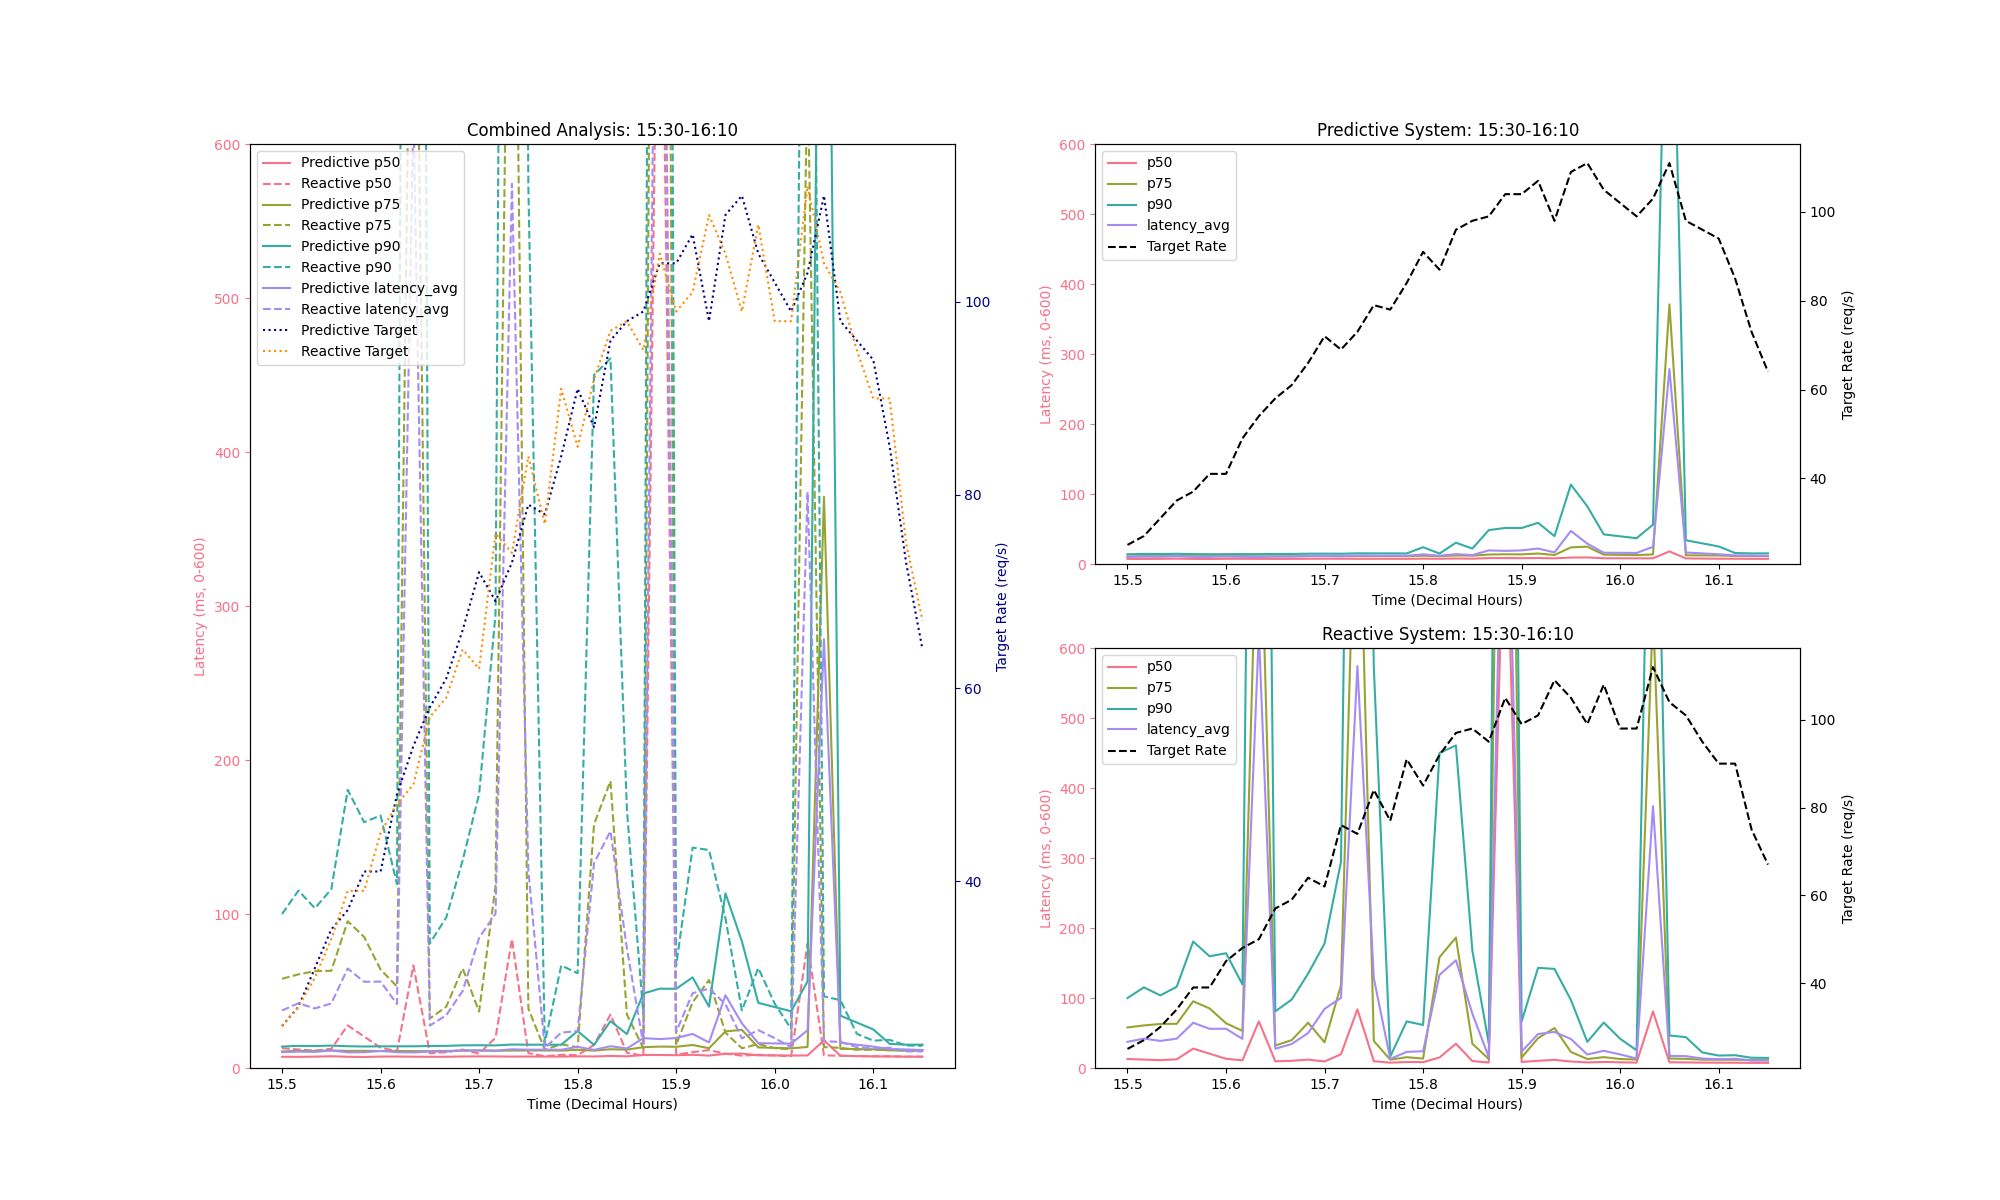 Combined Analysis: 15:30-16:10
Predictive p50
Reactive p50
Predictive p75
Reactive p75
Predictive p90
Reactive p90
Predictive latency_avg
Reactive latency_avg
Predictive Target
Reactive Target
600
500
400
300
200
100
0
Latency (ms, 0-600)
100
80
60
40
Target Rate (req/s)
15.5 15.6 15.7 15.8 15.9 16.0 16.1
Time (Decimal Hours)
Predictive System: 15:30-16:10
p50
p75
p90
latency_avg
Target Rate
600
500
400
300
200
100
0
Latency (ms, 0-600)
100
80
60
40
Target Rate (req/s)
15.5 15.6 15.7 15.8 15.9 16.0 16.1
Time (Decimal Hours)
Reactive System: 15:30-16:10
p50
p75
p90
latency_avg
Target Rate
600
500
400
300
200
100
0
Latency (ms, 0-600)
100
80
60
40
Target Rate (req/s)
15.5 15.6 15.7 15.8 15.9 16.0 16.1
Time (Decimal Hours)